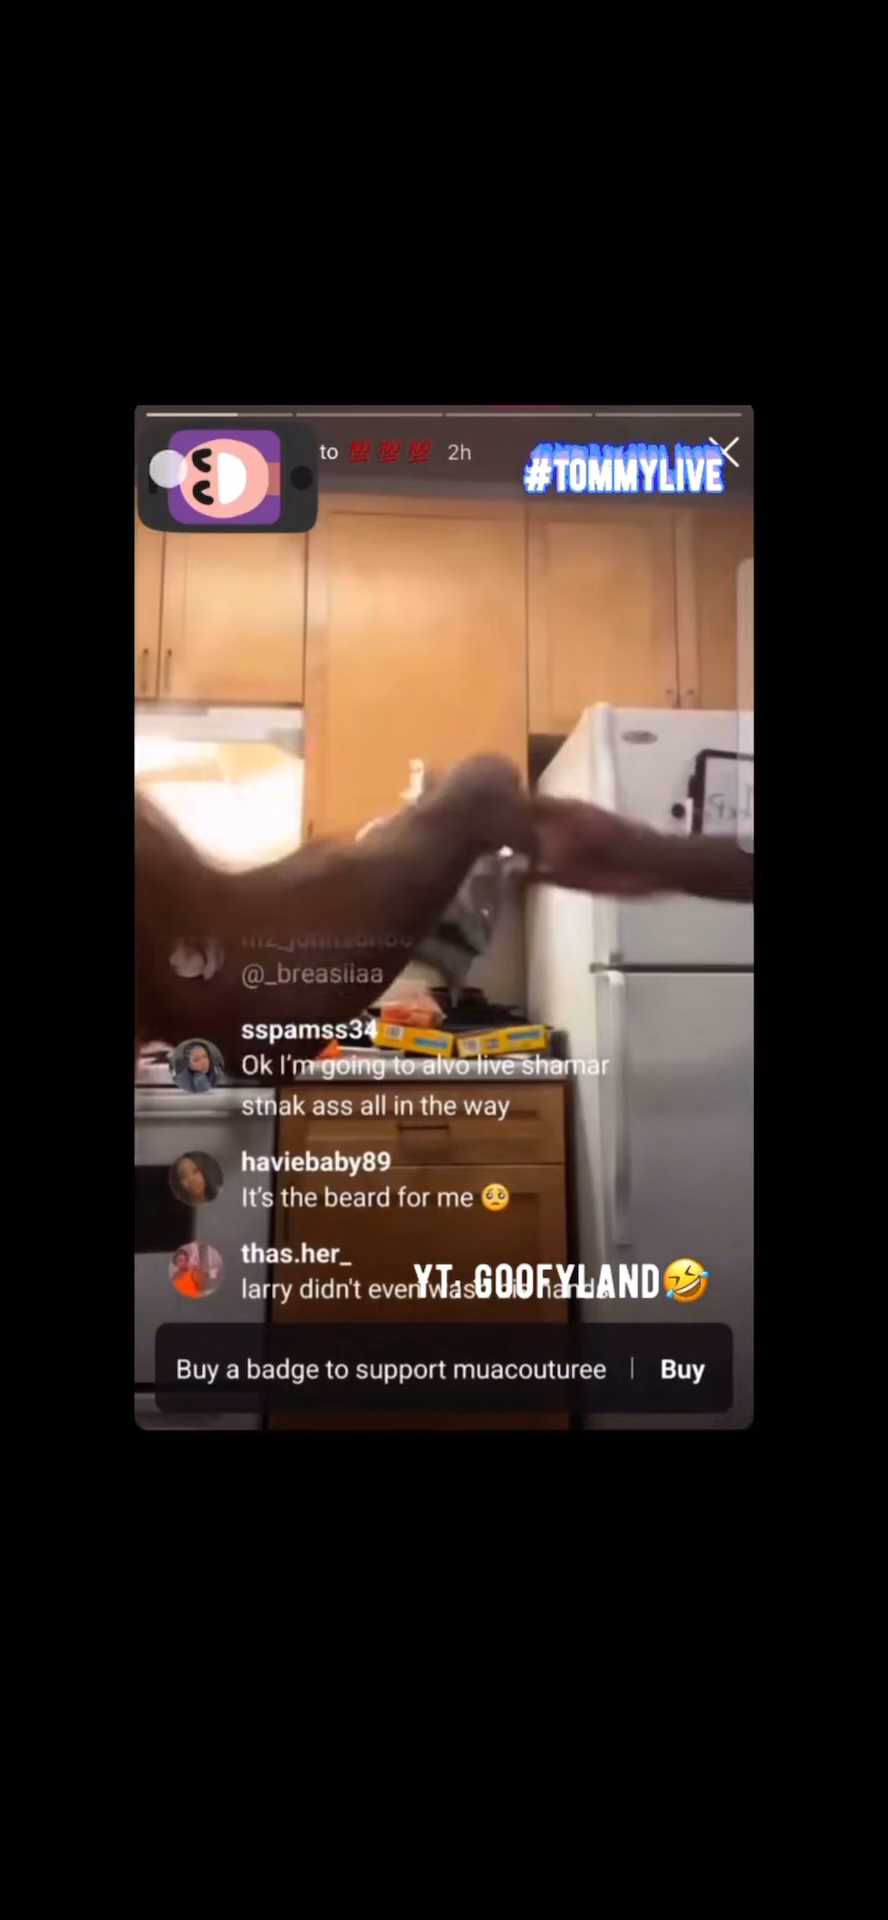 to 💯 💯 💯 2h
#TOMMYLIVE
@_breasiiaa
sspamss34
Ok I'm going to alvo live shamar
stnak ass all in the way
haviebaby89
It's the beard for me 🥺
thas.her_
larry didn't even
YT. GOOFYLAND🤣
Buy a badge to support muacouturee | Buy